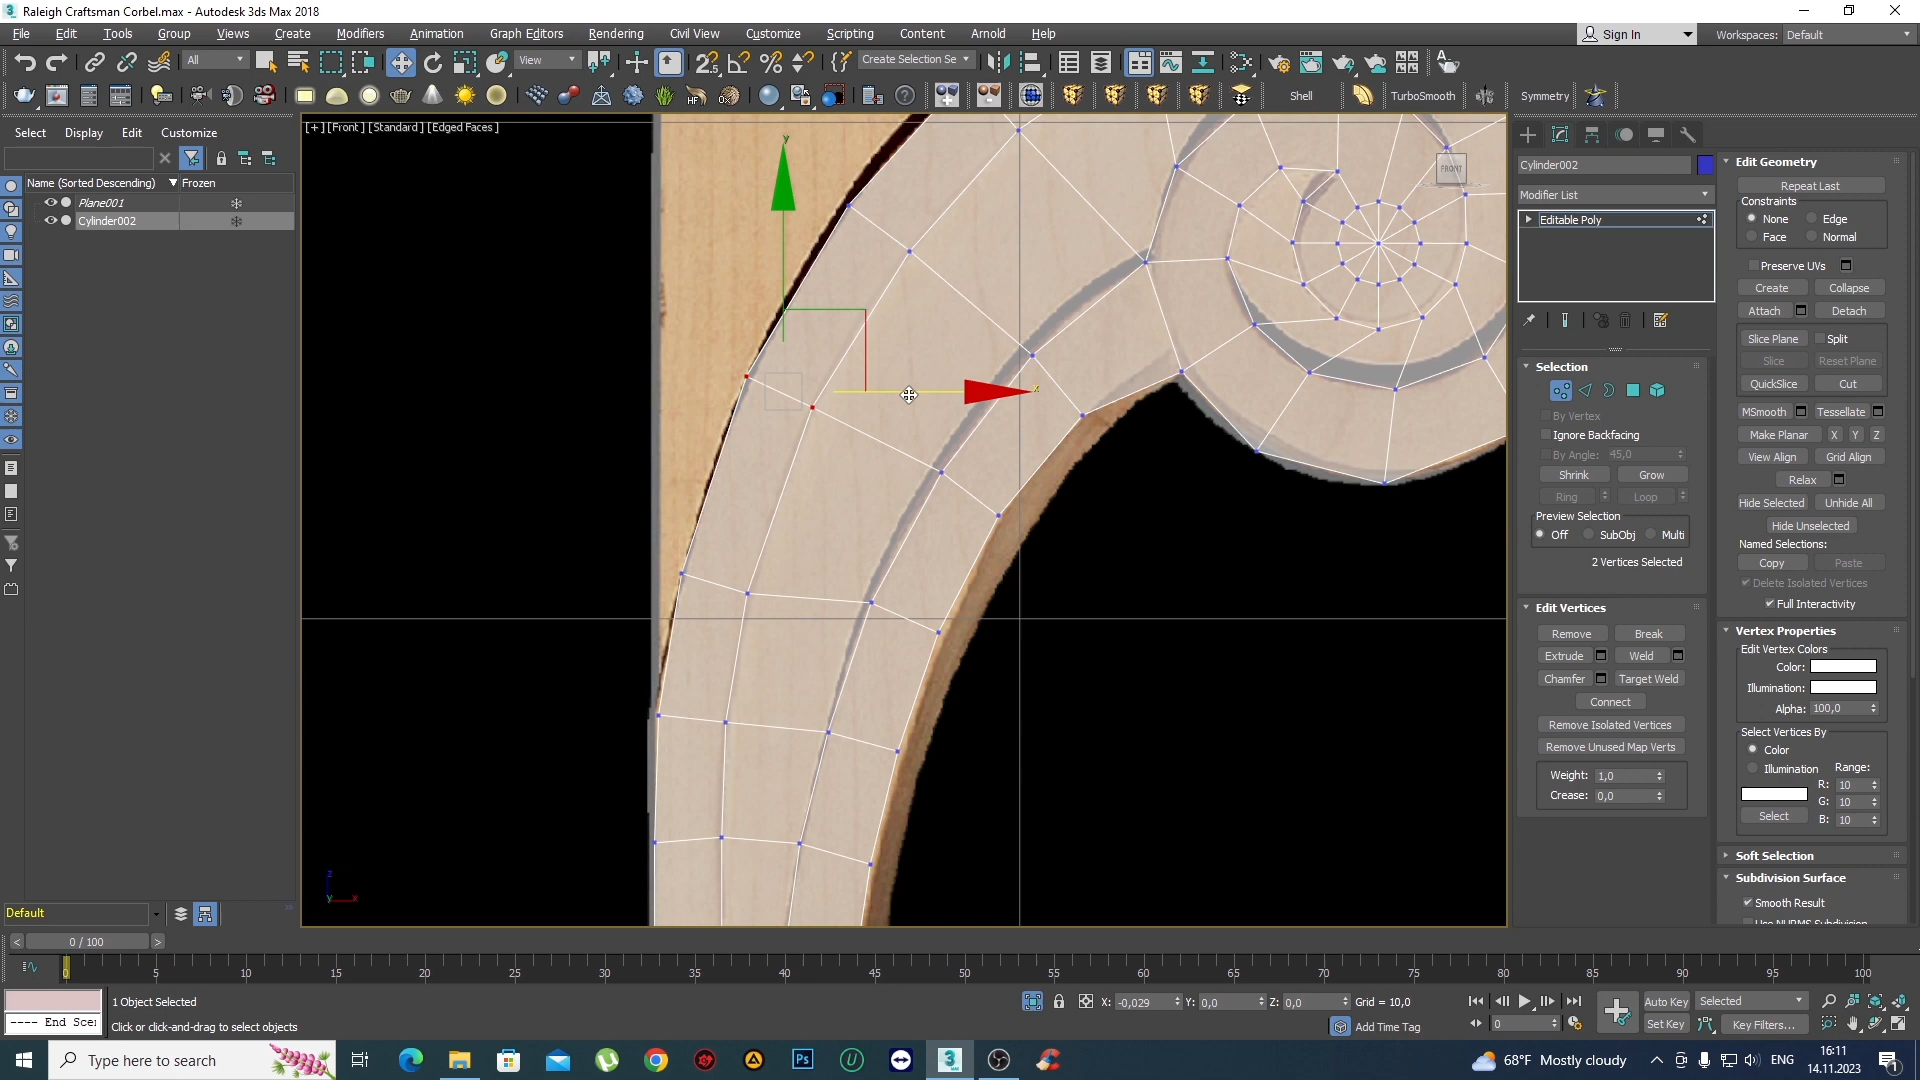 Raleigh Craftsman Corbel.max - Autodesk 3ds Max 2018
File Edit Tools Group Views Create Modifiers Animation Graph Editors Rendering Civil View Customize Scripting Content Arnold Help
Sign In Workspaces: Default
All View Create Selection Se
HF Shell TurboSmooth Symmetry
Select Display Edit Customize
[+] [Front] [Standard] [Edged Faces]
Name (Sorted Descending) Frozen
Plane001
Cylinder002
y
x
FRONT
z
y x
Cylinder002
Modifier List
Editable Poly
Selection
By Vertex
Ignore Backfacing
By Angle: 45,0
Shrink Grow
Ring Loop
Preview Selection
Off SubObj Multi
2 Vertices Selected
Edit Vertices
Remove Break
Extrude Weld
Chamfer Target Weld
Connect
Remove Isolated Vertices
Remove Unused Map Verts
Weight: 1,0
Crease: 0,0
Edit Geometry
Repeat Last
Constraints
None Edge
Face Normal
Preserve UVs
Create Collapse
Attach Detach
Slice Plane Split
Slice Reset Plane
QuickSlice Cut
MSmooth Tessellate
Make Planar X Y Z
View Align Grid Align
Relax
Hide Selected Unhide All
Hide Unselected
Named Selections:
Copy Paste
Delete Isolated Vertices
Full Interactivity
Vertex Properties
Edit Vertex Colors
Color:
Illumination:
Alpha: 100,0
Select Vertices By
Color
Illumination Range:
R: 10
G: 10
B: 10
Select
Soft Selection
Subdivision Surface
Smooth Result
Use NURMS Subdivision
Default
< 0 / 100 >
0 5 10 15 20 25 30 35 40 45 50 55 60 65 70 75 80 85 90 95 100
1 Object Selected X: -0,029 Y: 0,0 Z: 0,0 Grid = 10,0 Auto Key Selected
---- End Sce
Click or click-and-drag to select objects Add Time Tag 0 Set Key Key Filters...
Type here to search Ps U 3 68°F Mostly cloudy ENG 16:11
14.11.2023 1